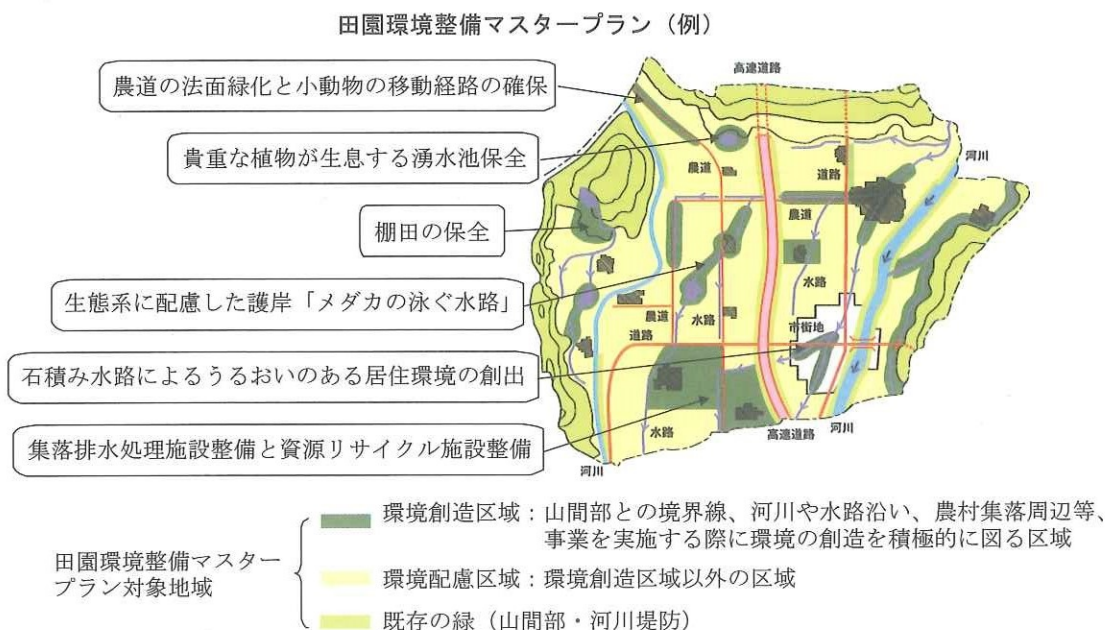 田園環境整備マスタープラン（例）
農道の法面緑化と小動物の移動経路の確保
貴重な植物が生息する湧水池保全
棚田の保全
生態系に配慮した護岸「メダカの泳ぐ水路」
石積み水路によるうるおいのある居住環境の創出
集落排水処理施設整備と資源リサイクル施設整備
高速道路
河川
農道
道路
農道
水路
農道
水路
市街地
道路
水路
高速道路
河川
河川
田園環境整備マスター
プラン対象地域
環境創造区域：山間部との境界線、河川や水路沿い、農村集落周辺等、
事業を実施する際に環境の創造を積極的に図る区域
環境配慮区域：環境創造区域以外の区域
既存の緑（山間部・河川堤防）